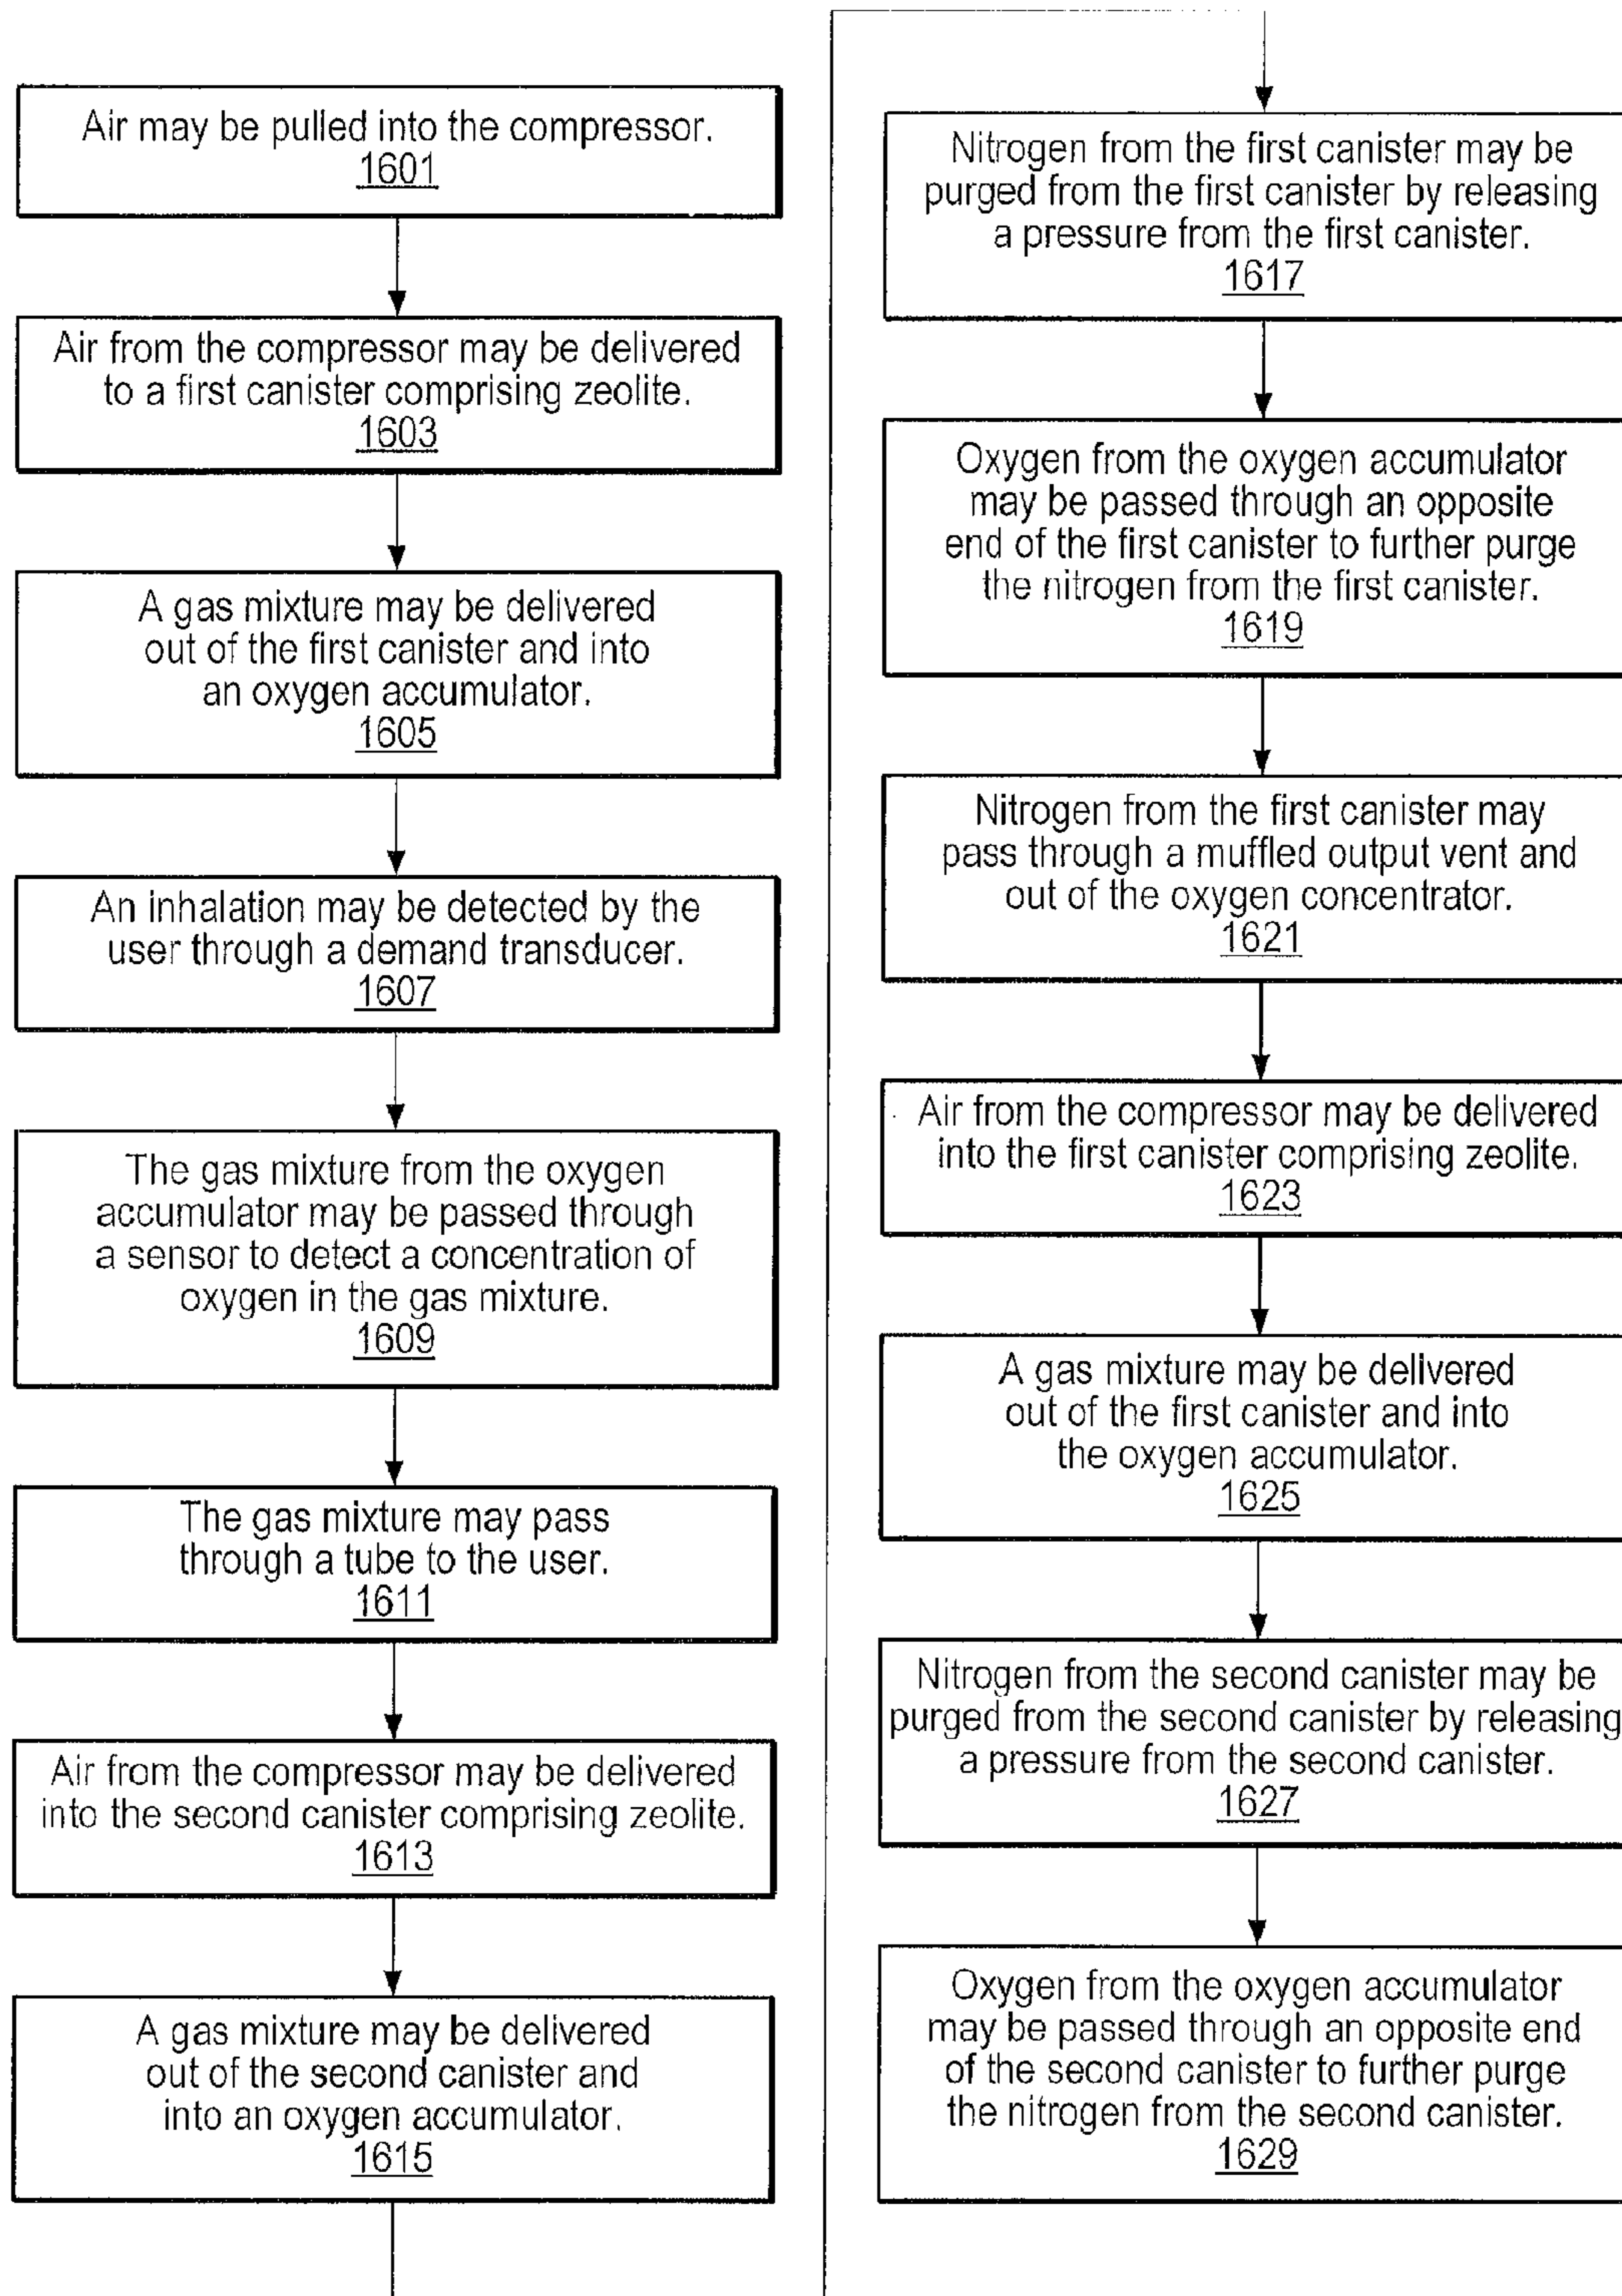 Air may be pulled into the compressor.
1601
Air from the compressor may be delivered
to a first canister comprising zeolite.
1603
A gas mixture may be delivered
out of the first canister and into
an oxygen accumulator.
1605
An inhalation may be detected by the
user through a demand transducer.
1607
The gas mixture from the oxygen
accumulator may be passed through
a sensor to detect a concentration of
oxygen in the gas mixture.
1609
The gas mixture may pass
through a tube to the user.
1611
Air from the compressor may be delivered
into the second canister comprising zeolite.
1613
A gas mixture may be delivered
out of the second canister and
into an oxygen accumulator.
1615
Nitrogen from the first canister may be
purged from the first canister by releasing
a pressure from the first canister.
1617
Oxygen from the oxygen accumulator
may be passed through an opposite
end of the first canister to further purge
the nitrogen from the first canister.
1619
Nitrogen from the first canister may
pass through a muffled output vent and
out of the oxygen concentrator.
1621
Air from the compressor may be delivered
into the first canister comprising zeolite.
1623
A gas mixture may be delivered
out of the first canister and into
the oxygen accumulator.
1625
Nitrogen from the second canister may be
purged from the second canister by releasing
a pressure from the second canister.
1627
Oxygen from the oxygen accumulator
may be passed through an opposite end
of the second canister to further purge
the nitrogen from the second canister.
1629